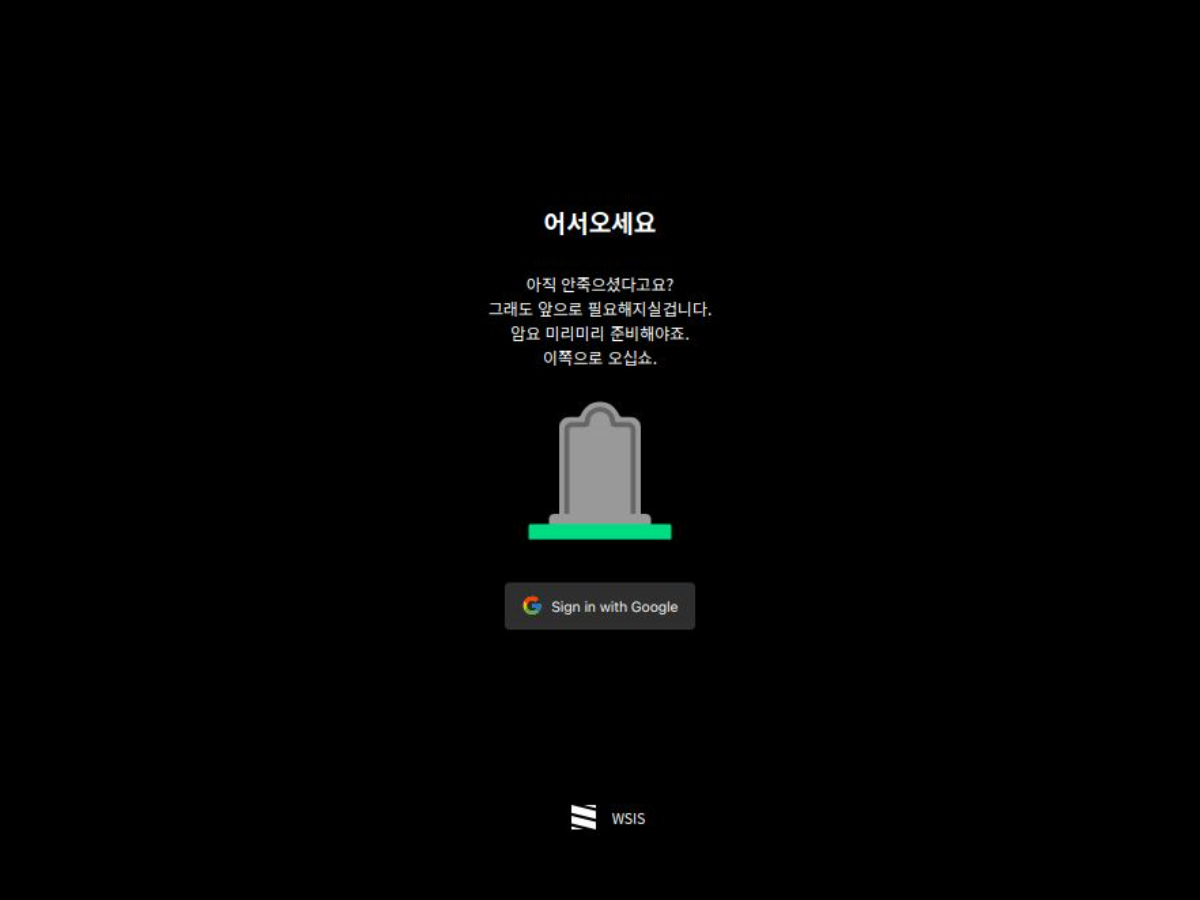 어서오세요
아직 안죽으셨다고요?
그래도 앞으로 필요해지실겁니다.
암요 미리미리 준비해야죠.
이쪽으로 오십쇼.
Sign in with Google
WSIS